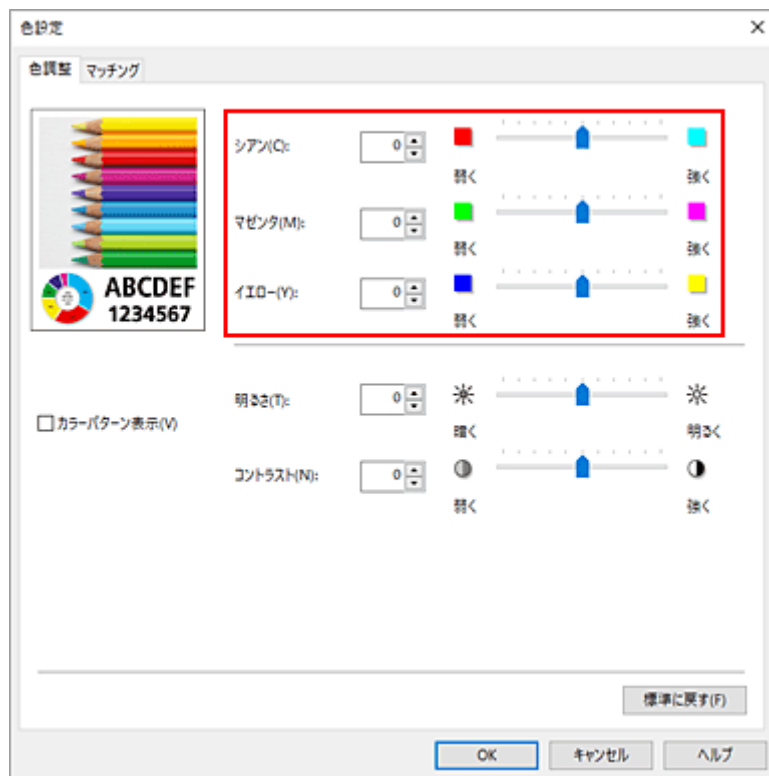 色設定
色調整 マッチング
シアン(C): 0
弱く 強く
マゼンタ(M): 0
弱く 強く
イエロー(Y): 0
弱く 強く
ABCDEF
1234567
明るさ(T): 0
暗く 明るく
カラーパターン表示(V)
コントラスト(N): 0
弱く 強く
標準に戻す(F)
OK キャンセル ヘルプ